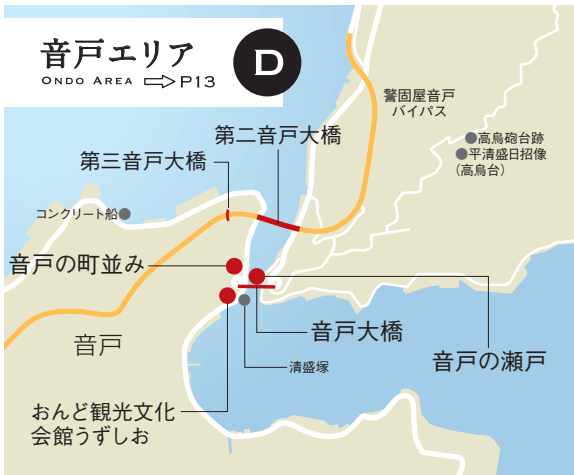 音戸エリア
ONDO AREA ⇨P13
D
警固屋音戸
バイパス
第二音戸大橋
高烏砲台跡
平清盛日招像
(高烏台)
第三音戸大橋
コンクリート船
音戸の町並み
音戸大橋
音戸
音戸の瀬戸
清盛塚
おんど観光文化
会館うずしお